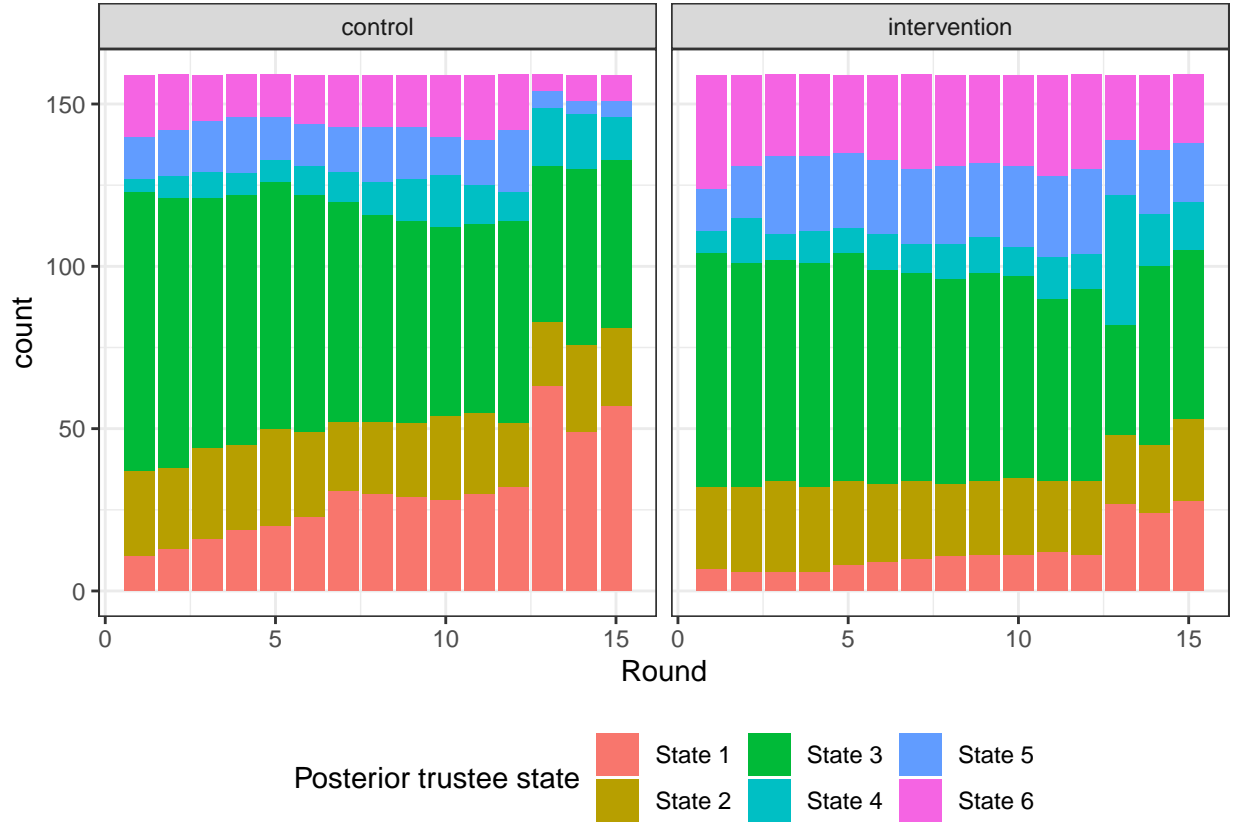 control
intervention
150
100
50
0
count
0
5
10
15
0
5
10
15
Round
Posterior trustee state
State 1
State 3
State 5
State 2
State 4
State 6